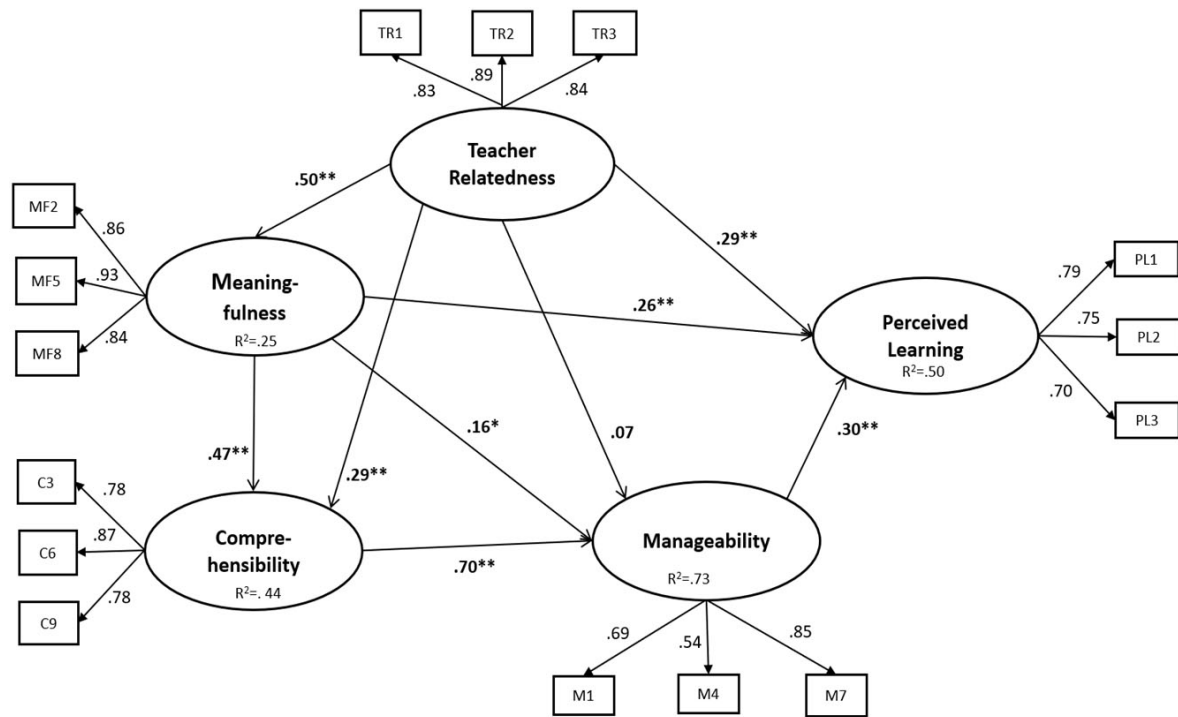 TR1
TR2
TR3
.83
.89
.84
Teacher
Relatedness
.50**
MF2
MF5
MF8
.86
.93
.84
Meaning-
fulness
R²=.25
.29**
.26**
Perceived
Learning
R²=.50
.79
.75
.70
PL1
PL2
PL3
.47**
.29**
.16*
.07
.30**
C3
C6
C9
.78
.87
.78
Compre-
hensibility
R²=. 44
.70**
Manageability
R²=.73
.69
.54
.85
M1
M4
M7